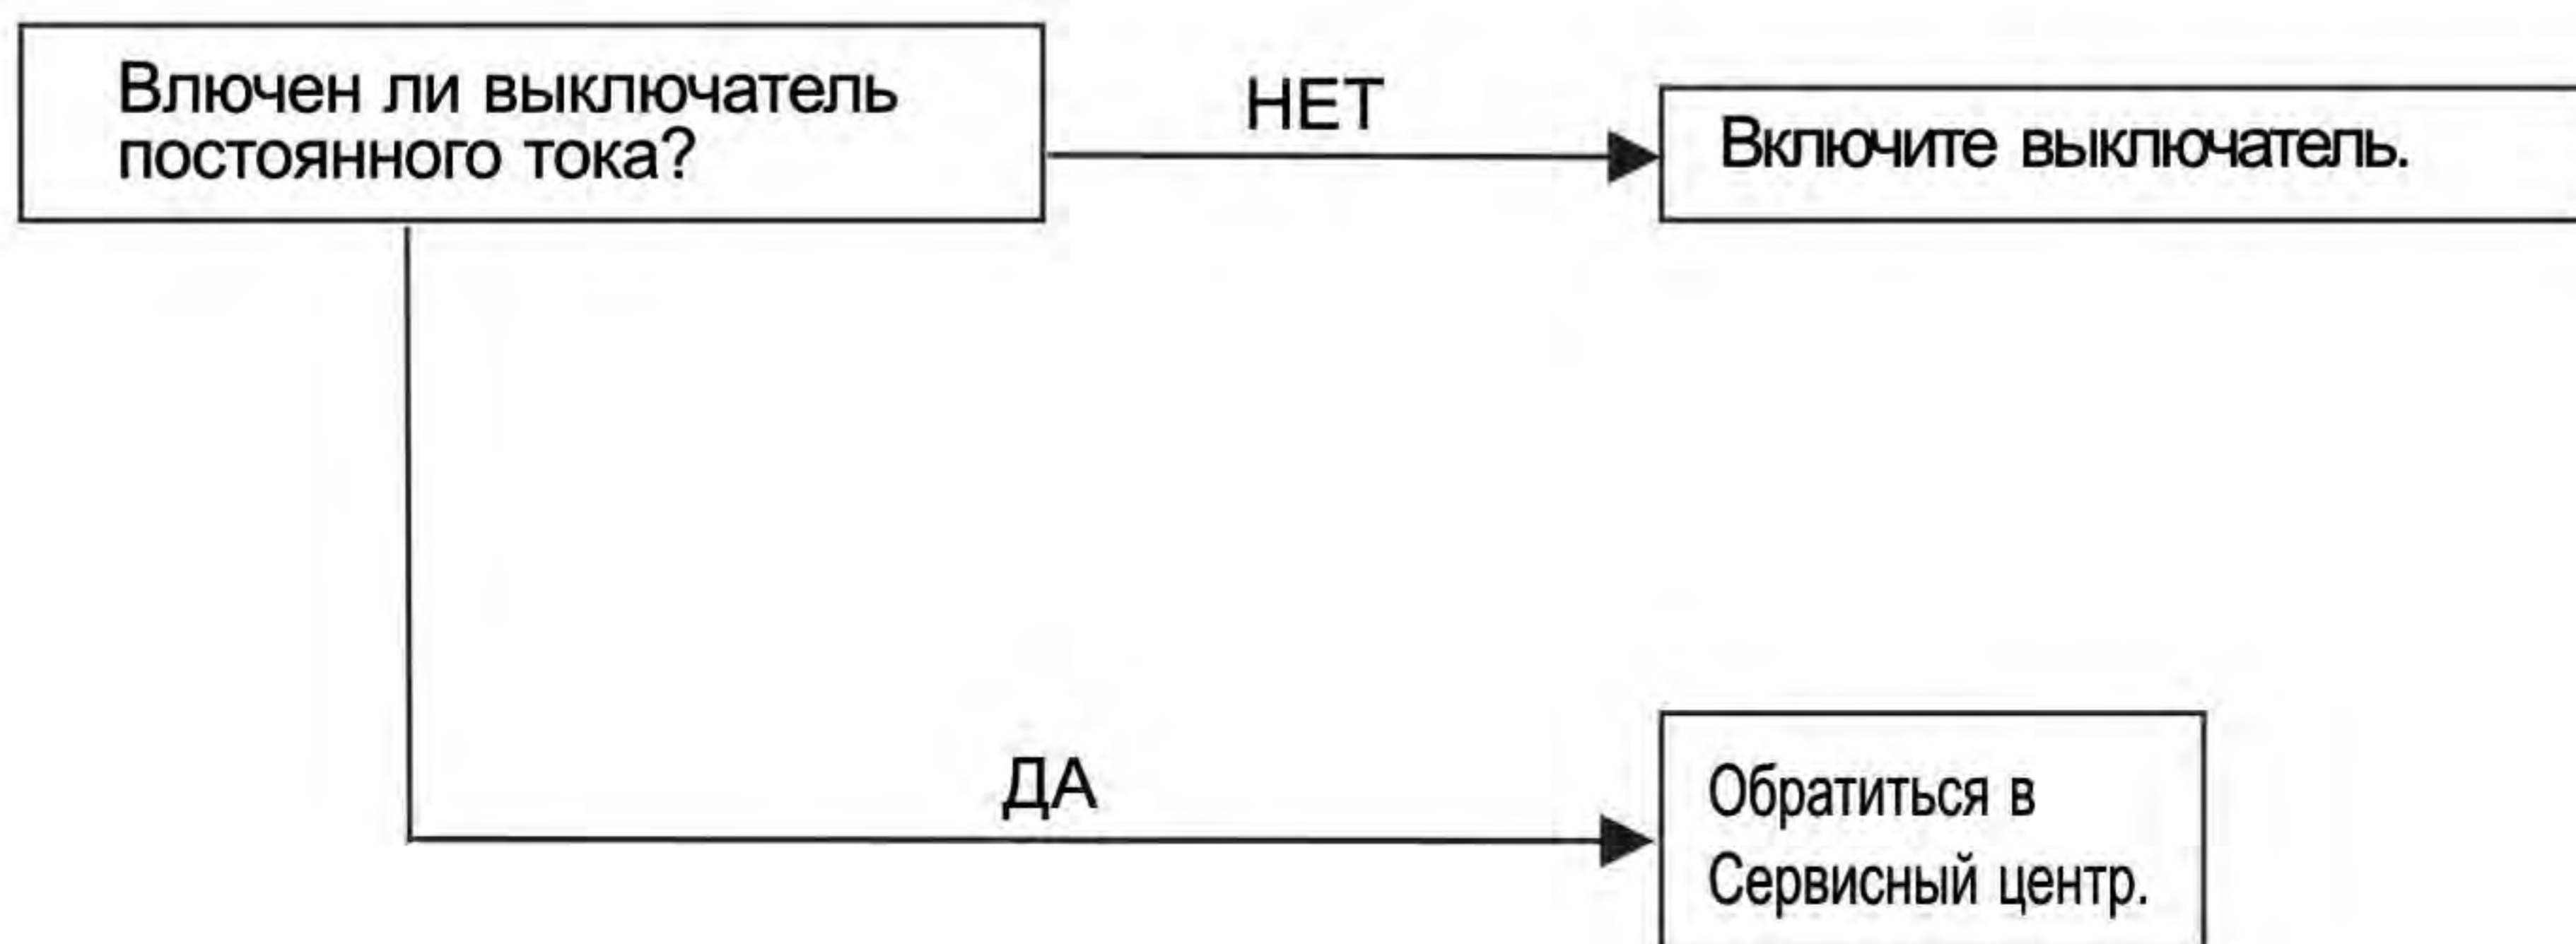 Влючен ли выключатель
постоянного тока?
НЕТ
Включите выключатель.
ДА
Обратиться в
Сервисный центр.